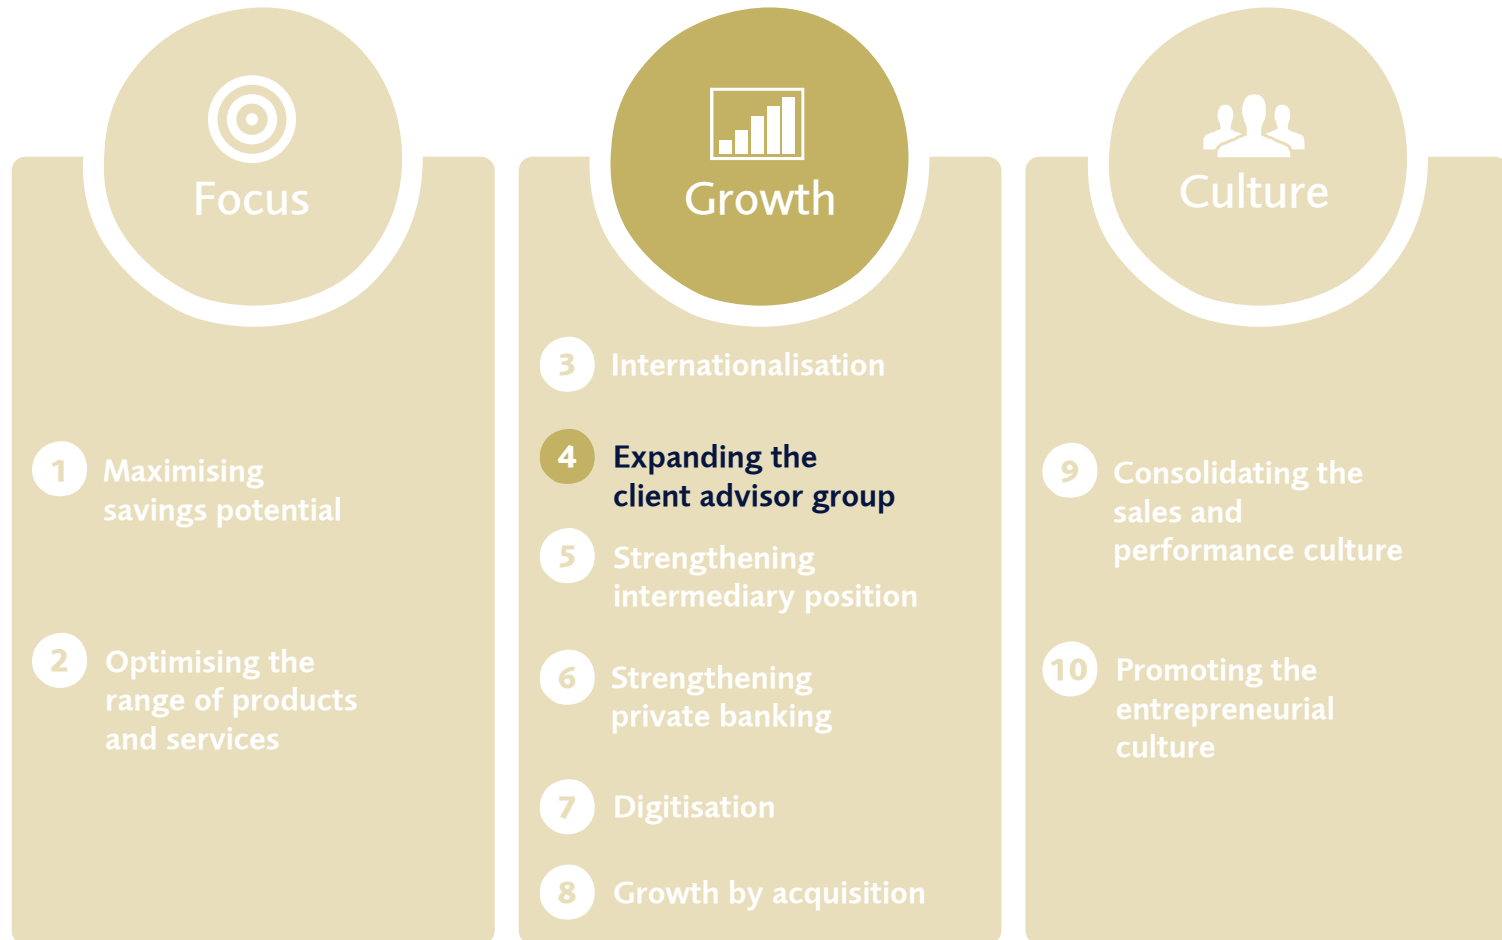 Focus
1 Maximising
savings potential
2 Optimising the
range of products
and services
Growth
3 Internationalisation
4 Expanding the
client advisor group
5 Strengthening
intermediary position
6 Strengthening
private banking
7 Digitisation
8 Growth by acquisition
Culture
9 Consolidating the
sales and
performance culture
10 Promoting the
entrepreneurial
culture